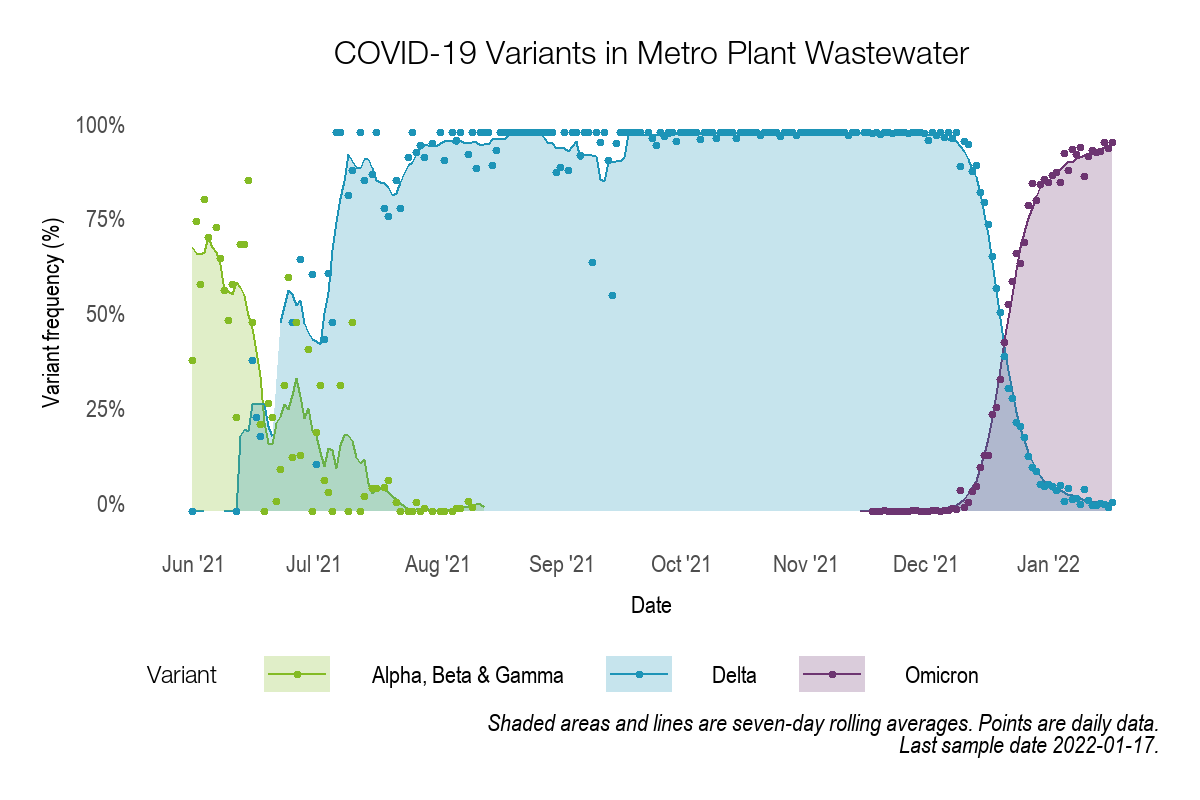 COVID-19 Variants in Metro Plant Wastewater
100%
75%
50%
25%
0%
Variant frequency (%)
Jun '21 Jul '21 Aug '21 Sep '21 Oct '21 Nov '21 Dec '21 Jan '22
Date
Variant Alpha, Beta & Gamma Delta Omicron
Shaded areas and lines are seven-day rolling averages. Points are daily data.
Last sample date 2022-01-17.